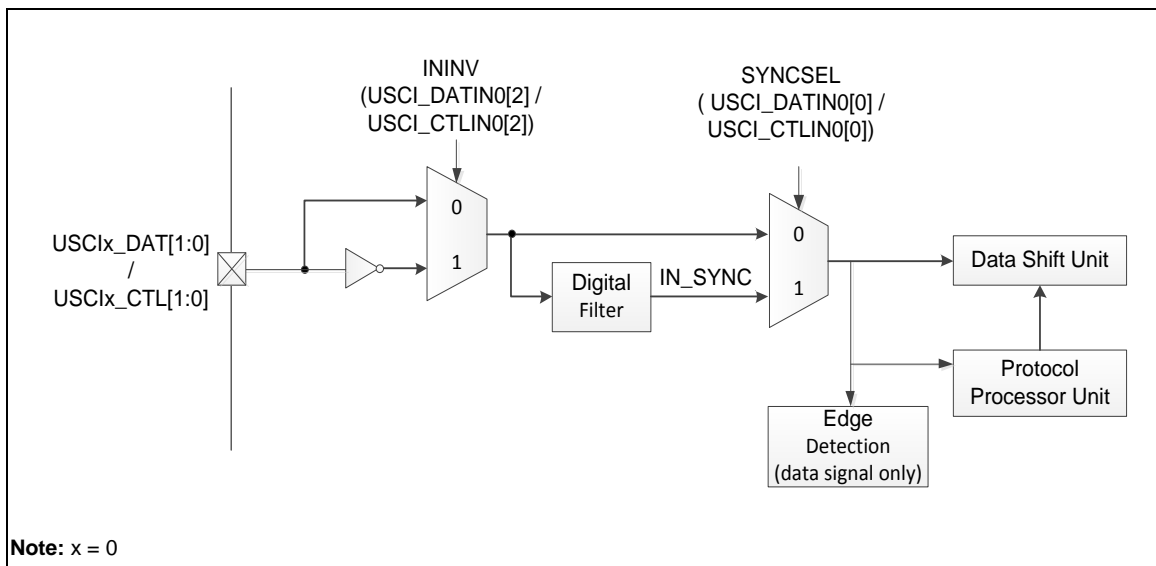 ININV
(USCI_DATIN0[2] /
USCI_CTLIN0[2])
SYNCSEL
( USCI_DATIN0[0] /
USCI_CTLIN0[0])
USCIx_DAT[1:0]
/
USCIx_CTL[1:0]
0
1
Digital
Filter
IN_SYNC
0
1
Data Shift Unit
Protocol
Processor Unit
Edge
Detection
(data signal only)
Note: x = 0